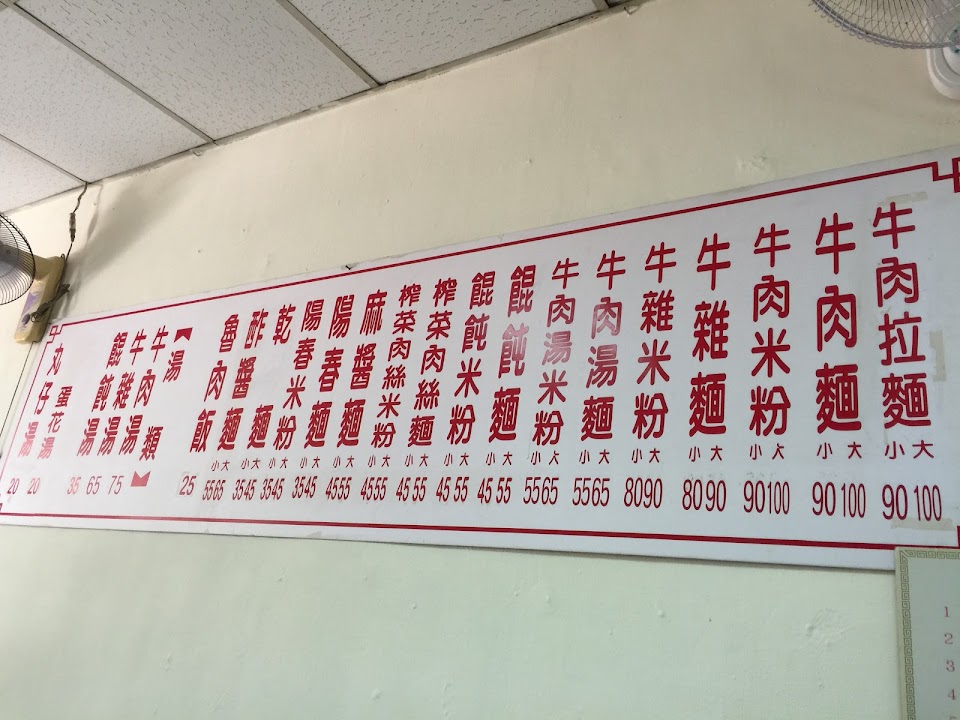 牛肉拉麵 小大 90 100
牛肉麵 小大 90 100
牛肉米粉 小大 90 100
牛雜麵 小大 80 90
牛雜米粉 小大 80 90
牛肉湯麵 小大 55 65
牛肉湯米粉 小大 55 65
餛飩麵 小大 45 55
餛飩米粉 小大 45 55
榨菜肉絲麵 小大 45 55
榨菜肉絲米粉 小大 45 55
麻醬麵 小大 45 55
陽春麵 小大 35 45
陽春米粉 小大 35 45
乾麵 小大 35 45
酢醬麵 小大 55 65
魯肉飯 25
【湯類】
牛肉湯 75
牛雜湯 65
餛飩湯 35
蛋花湯 20
丸仔湯 20
1
2
3
4